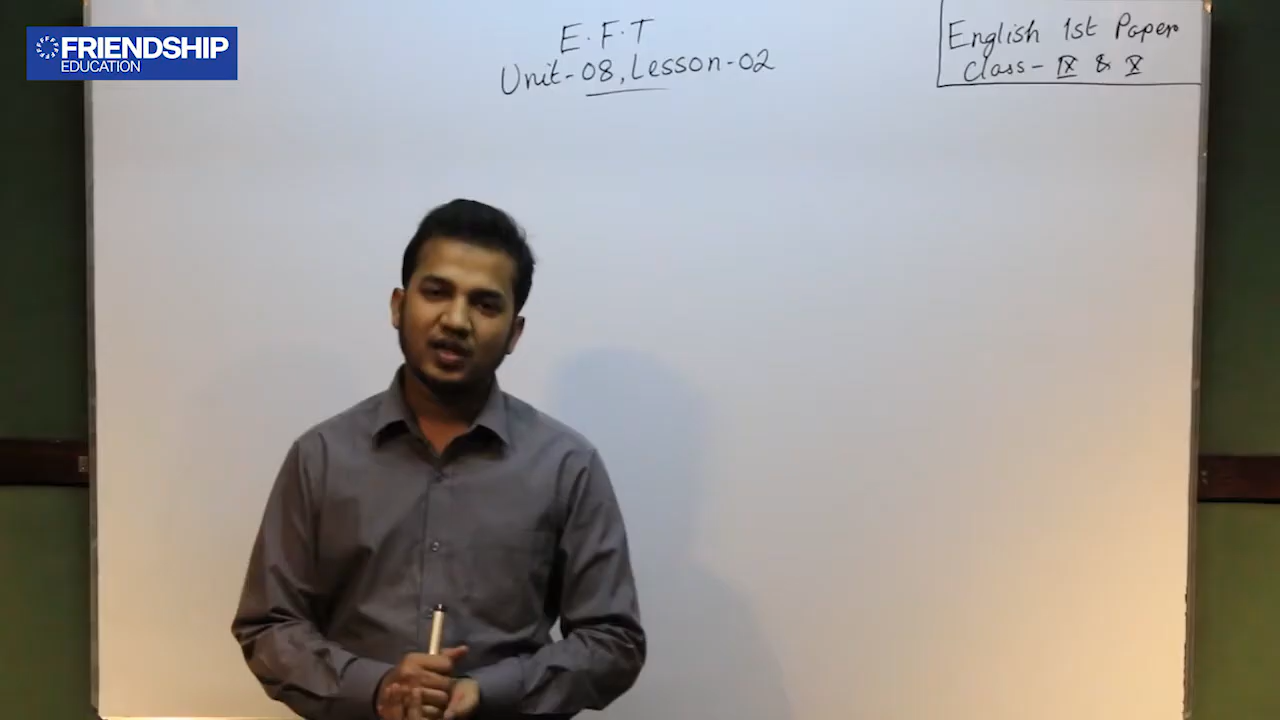 FRIENDSHIP
EDUCATION
E.F.T
Unit-08, Lesson-02
English 1st Paper
Class- IX & X